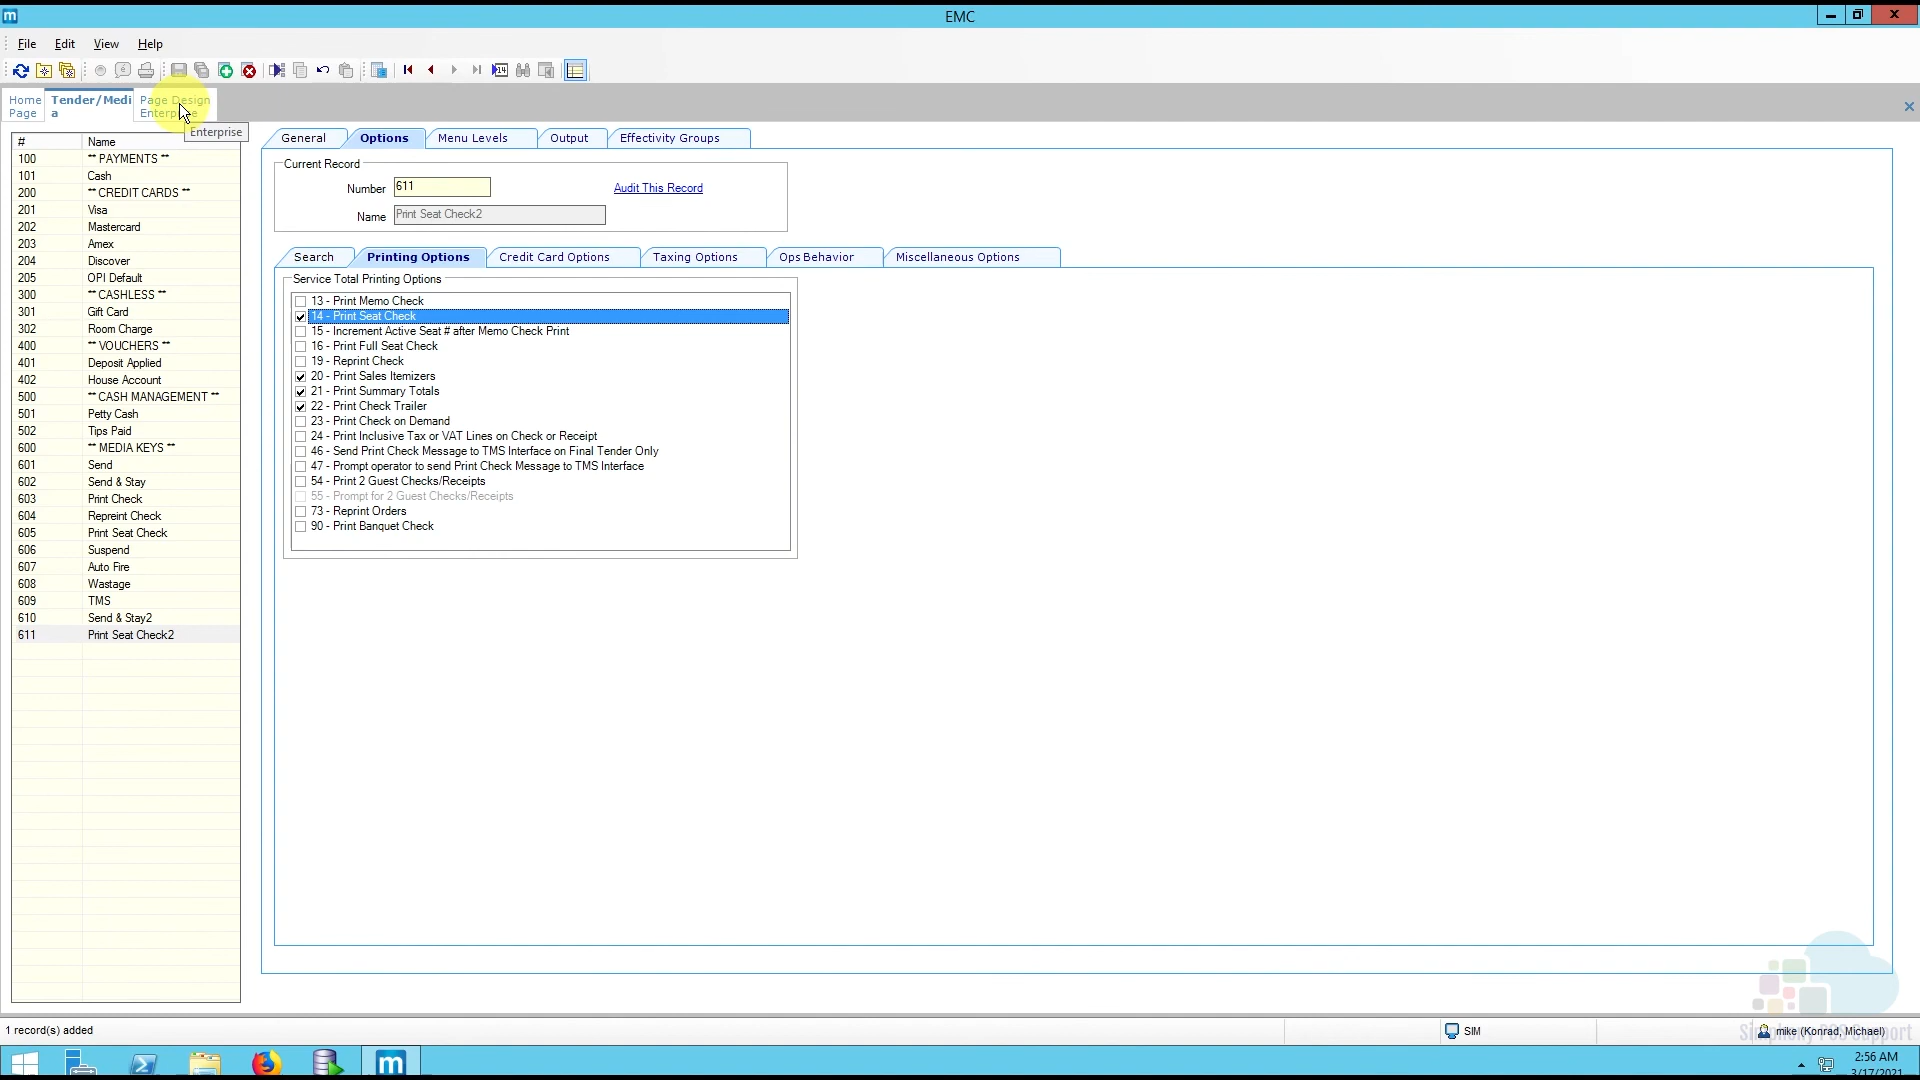 m
EMC
File Edit View Help
Home Page
Tender/Media
Page Design Enterprise
Enterprise
# Name
100 ** PAYMENTS **
101 Cash
200 ** CREDIT CARDS **
201 Visa
202 Mastercard
203 Amex
204 Discover
205 OPI Default
300 ** CASHLESS **
301 Gift Card
302 Room Charge
400 ** VOUCHERS **
401 Deposit Applied
402 House Account
500 ** CASH MANAGEMENT **
501 Petty Cash
502 Tips Paid
600 ** MEDIA KEYS **
601 Send
602 Send & Stay
603 Print Check
604 Repreint Check
605 Print Seat Check
606 Suspend
607 Auto Fire
608 Wastage
609 TMS
610 Send & Stay2
611 Print Seat Check2
General Options Menu Levels Output Effectivity Groups
Current Record
Number 611 Audit This Record
Name Print Seat Check2
Search Printing Options Credit Card Options Taxing Options Ops Behavior Miscellaneous Options
Service Total Printing Options
13 - Print Memo Check
14 - Print Seat Check
15 - Increment Active Seat # after Memo Check Print
16 - Print Full Seat Check
19 - Reprint Check
20 - Print Sales Itemizers
21 - Print Summary Totals
22 - Print Check Trailer
23 - Print Check on Demand
24 - Print Inclusive Tax or VAT Lines on Check or Receipt
46 - Send Print Check Message to TMS Interface on Final Tender Only
47 - Prompt operator to send Print Check Message to TMS Interface
54 - Print 2 Guest Checks/Receipts
55 - Prompt for 2 Guest Checks/Receipts
73 - Reprint Orders
90 - Print Banquet Check
1 record(s) added SIM mike (Konrad, Michael)
Simphony POS Support
m
2:56 AM
3/17/2021